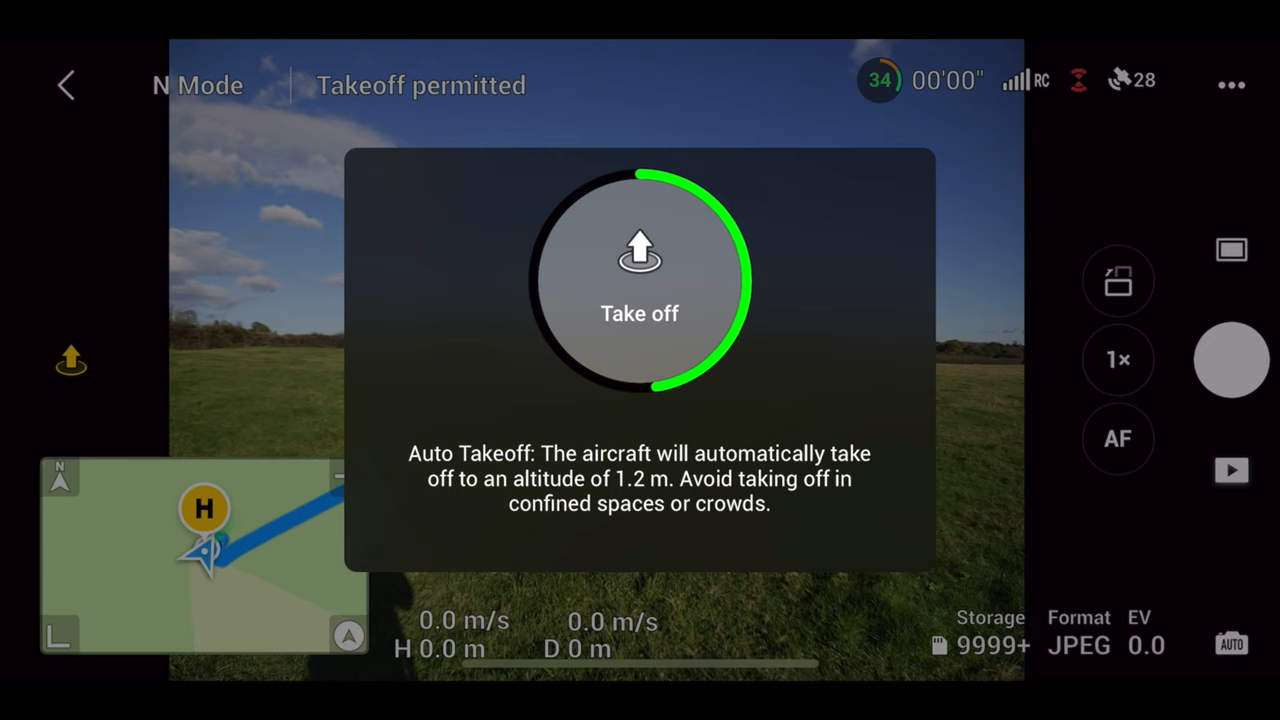 N Mode
Takeoff permitted
34
00'00"
RC
28
Take off
Auto Takeoff: The aircraft will automatically take
off to an altitude of 1.2 m. Avoid taking off in
confined spaces or crowds.
1×
AF
N
H
0.0 m/s
0.0 m/s
H 0.0 m
D 0 m
Storage
Format
EV
9999+
JPEG
0.0
AUTO